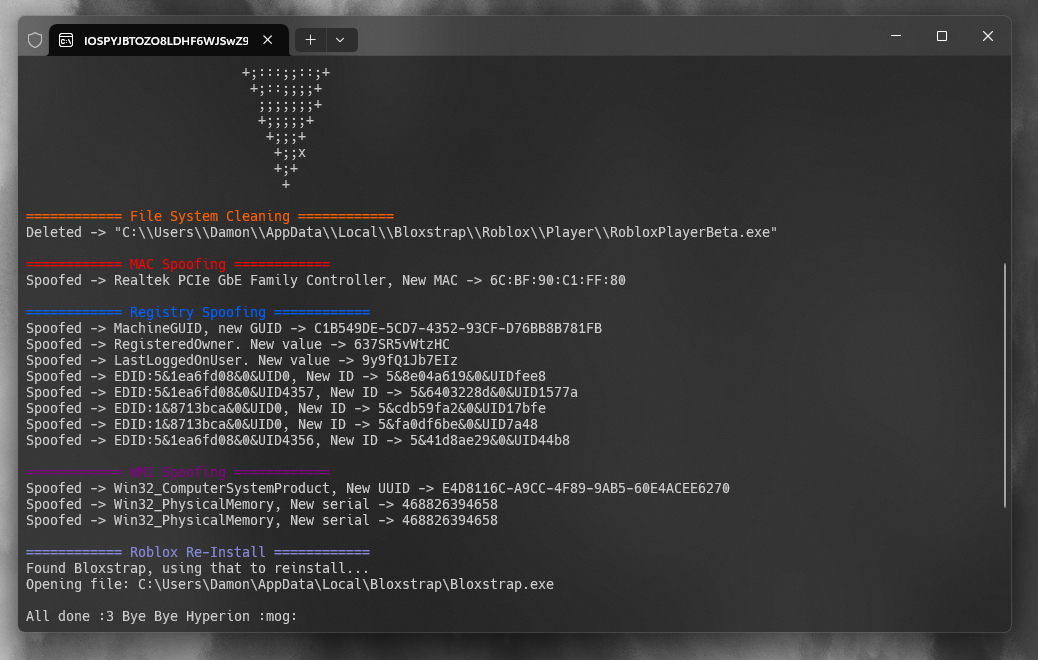 IOSPYJBTOZO8LDHF6WJSwZ9
+;:::;;::;+
+;::;;;;+
;;;;;;;+
+;;;;;+
+;;;+
+;;x
+;+
+
============ File System Cleaning ============
Deleted -> "C:\\Users\\Damon\\AppData\\Local\\Bloxstrap\\Roblox\\Player\\RobloxPlayerBeta.exe"
============ MAC Spoofing ============
Spoofed -> Realtek PCIe GbE Family Controller, New MAC -> 6C:BF:90:C1:FF:80
============ Registry Spoofing ============
Spoofed -> MachineGUID, new GUID -> C1B549DE-5CD7-4352-93CF-D76BB8B781FB
Spoofed -> RegisteredOwner. New value -> 637SR5vWtzHC
Spoofed -> LastLoggedOnUser. New value -> 9y9fQ1Jb7EIz
Spoofed -> EDID:5&1ea6fd08&0&UID0, New ID -> 5&8e04a619&0&UIDfee8
Spoofed -> EDID:5&1ea6fd08&0&UID4357, New ID -> 5&6403228d&0&UID1577a
Spoofed -> EDID:1&8713bca&0&UID0, New ID -> 5&cdb59fa2&0&UID17bfe
Spoofed -> EDID:1&8713bca&0&UID0, New ID -> 5&fa0df6be&0&UID7a48
Spoofed -> EDID:5&1ea6fd08&0&UID4356, New ID -> 5&41d8ae29&0&UID44b8
============ WMI Spoofing ============
Spoofed -> Win32_ComputerSystemProduct, New UUID -> E4D8116C-A9CC-4F89-9AB5-60E4ACEE6270
Spoofed -> Win32_PhysicalMemory, New serial -> 468826394658
Spoofed -> Win32_PhysicalMemory, New serial -> 468826394658
============ Roblox Re-Install ============
Found Bloxstrap, using that to reinstall...
Opening file: C:\Users\Damon\AppData\Local\Bloxstrap\Bloxstrap.exe
All done :3 Bye Bye Hyperion :mog: